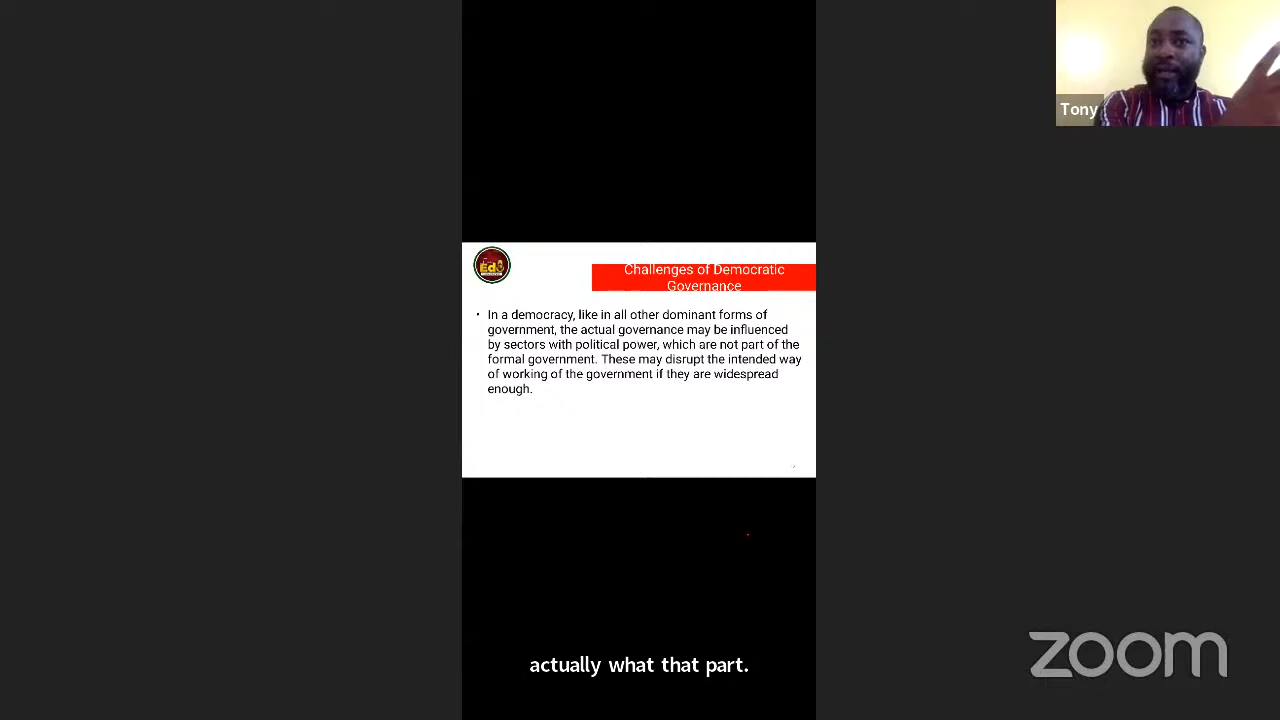 Tony
Ed
Challenges of Democratic
Governance
• In a democracy, like in all other dominant forms of
government, the actual governance may be influenced
by sectors with political power, which are not part of the
formal government. These may disrupt the intended way
of working of the government if they are widespread
enough.
actually what that part.
zoom